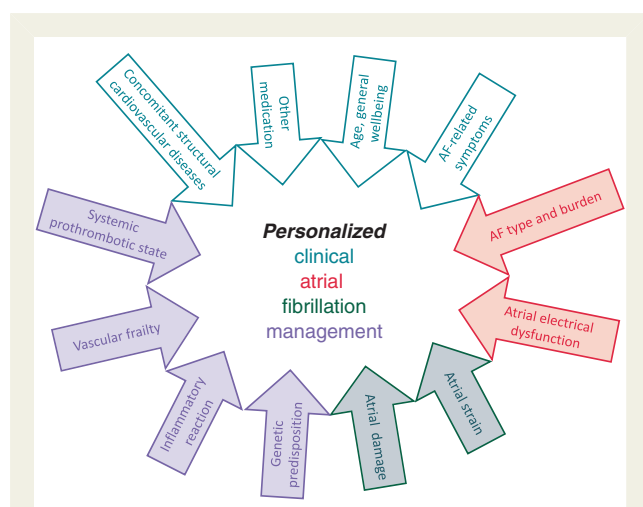 Concomitant structural
cardiovascular diseases
Other
medication
Age, general
wellbeing
AF-related
symptoms
AF type and burden
Atrial electrical
dysfunction
Atrial strain
Atrial damage
Genetic
predisposition
Inflammatory
reaction
Vascular frailty
Systemic
prothrombotic state
Personalized
clinical
atrial
fibrillation
management